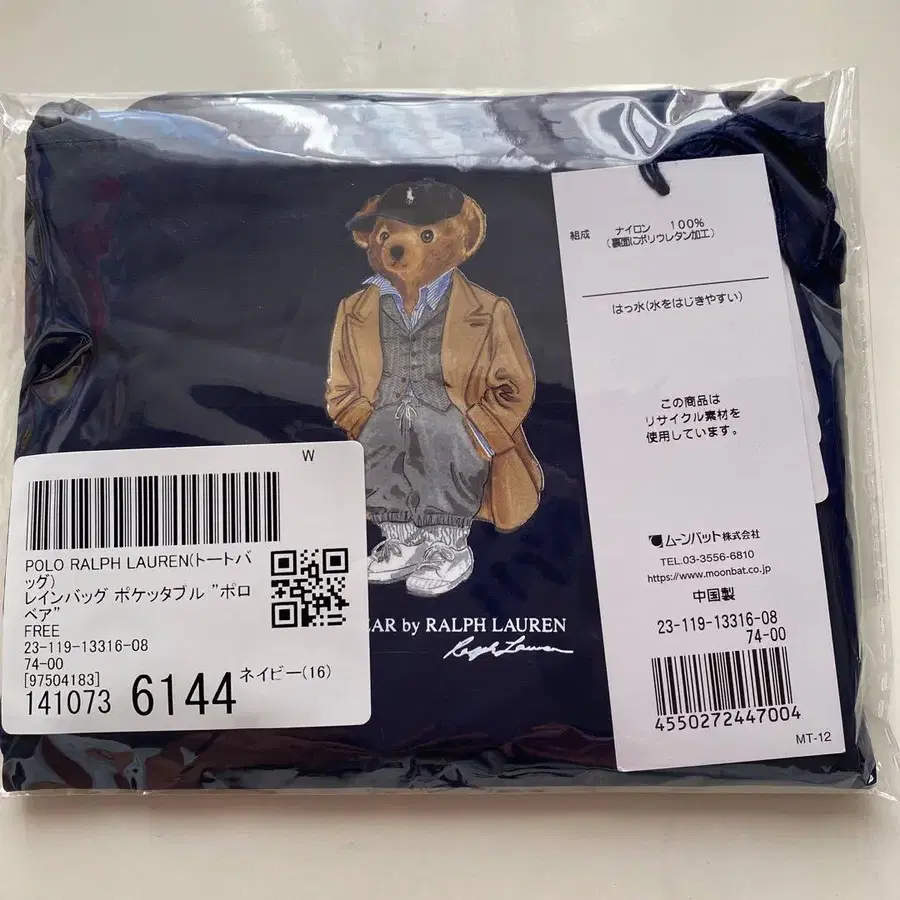 W
POLO RALPH LAUREN(トートバ
ッグ)
レインバッグ ポケッタブル "ポロ
ベア"
FREE
23-119-13316-08
74-00
[97504183]
ネイビー(16)
141073 6144
EAR by RALPH LAUREN
Ralph Lauren
組成 ナイロン 100%
(裏面にポリウレタン加工)
はっ水(水をはじきやすい)
この商品は
リサイクル素材を
使用しています。
ムーンバット株式会社
TEL.03-3556-6810
https://www.moonbat.co.jp
中国製
23-119-13316-08
74-00
4550272447004
MT-12